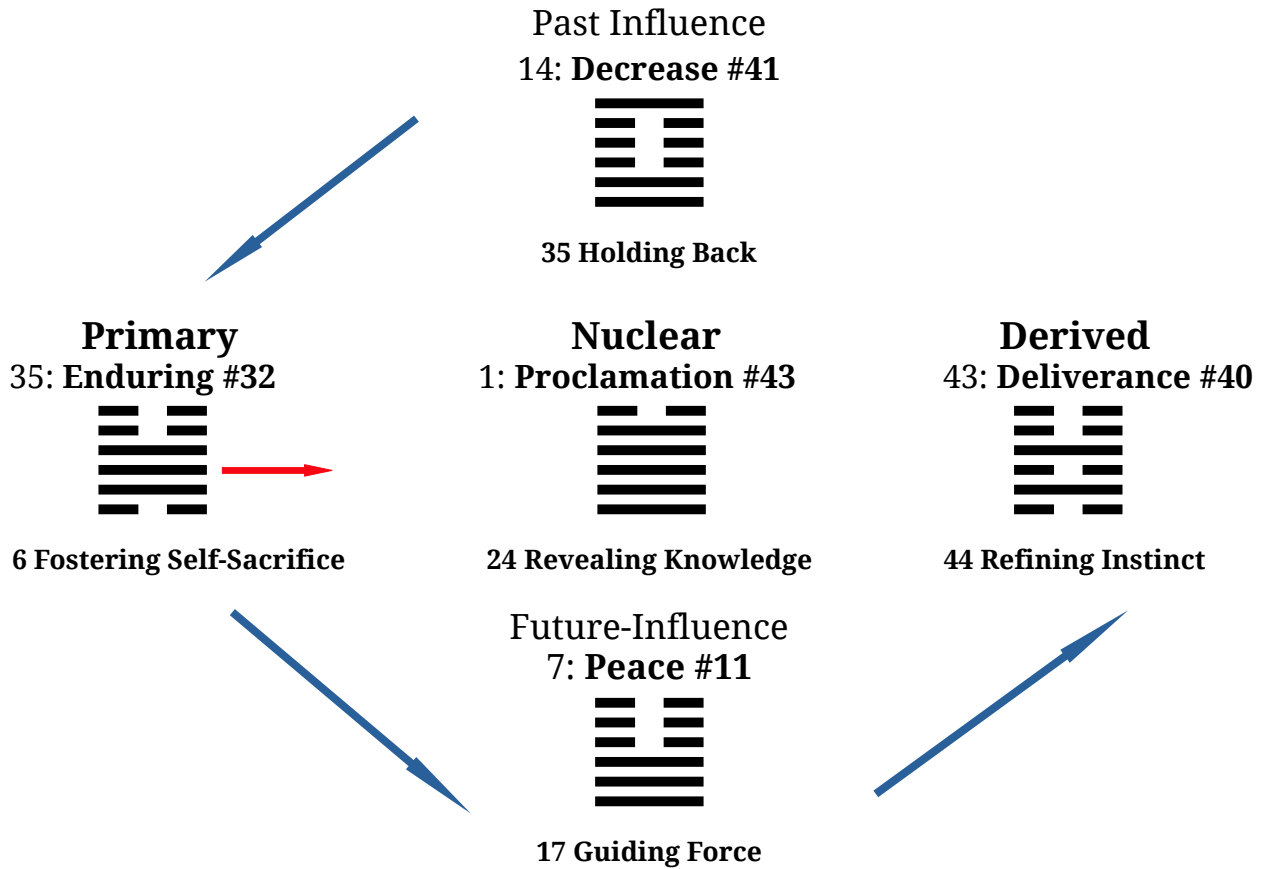 Past Influence
14: Decrease #41
35 Holding Back
Primary
35: Enduring #32
6 Fostering Self-Sacrifice
Nuclear
1: Proclamation #43
24 Revealing Knowledge
Derived
43: Deliverance #40
44 Refining Instinct
Future-Influence
7: Peace #11
17 Guiding Force